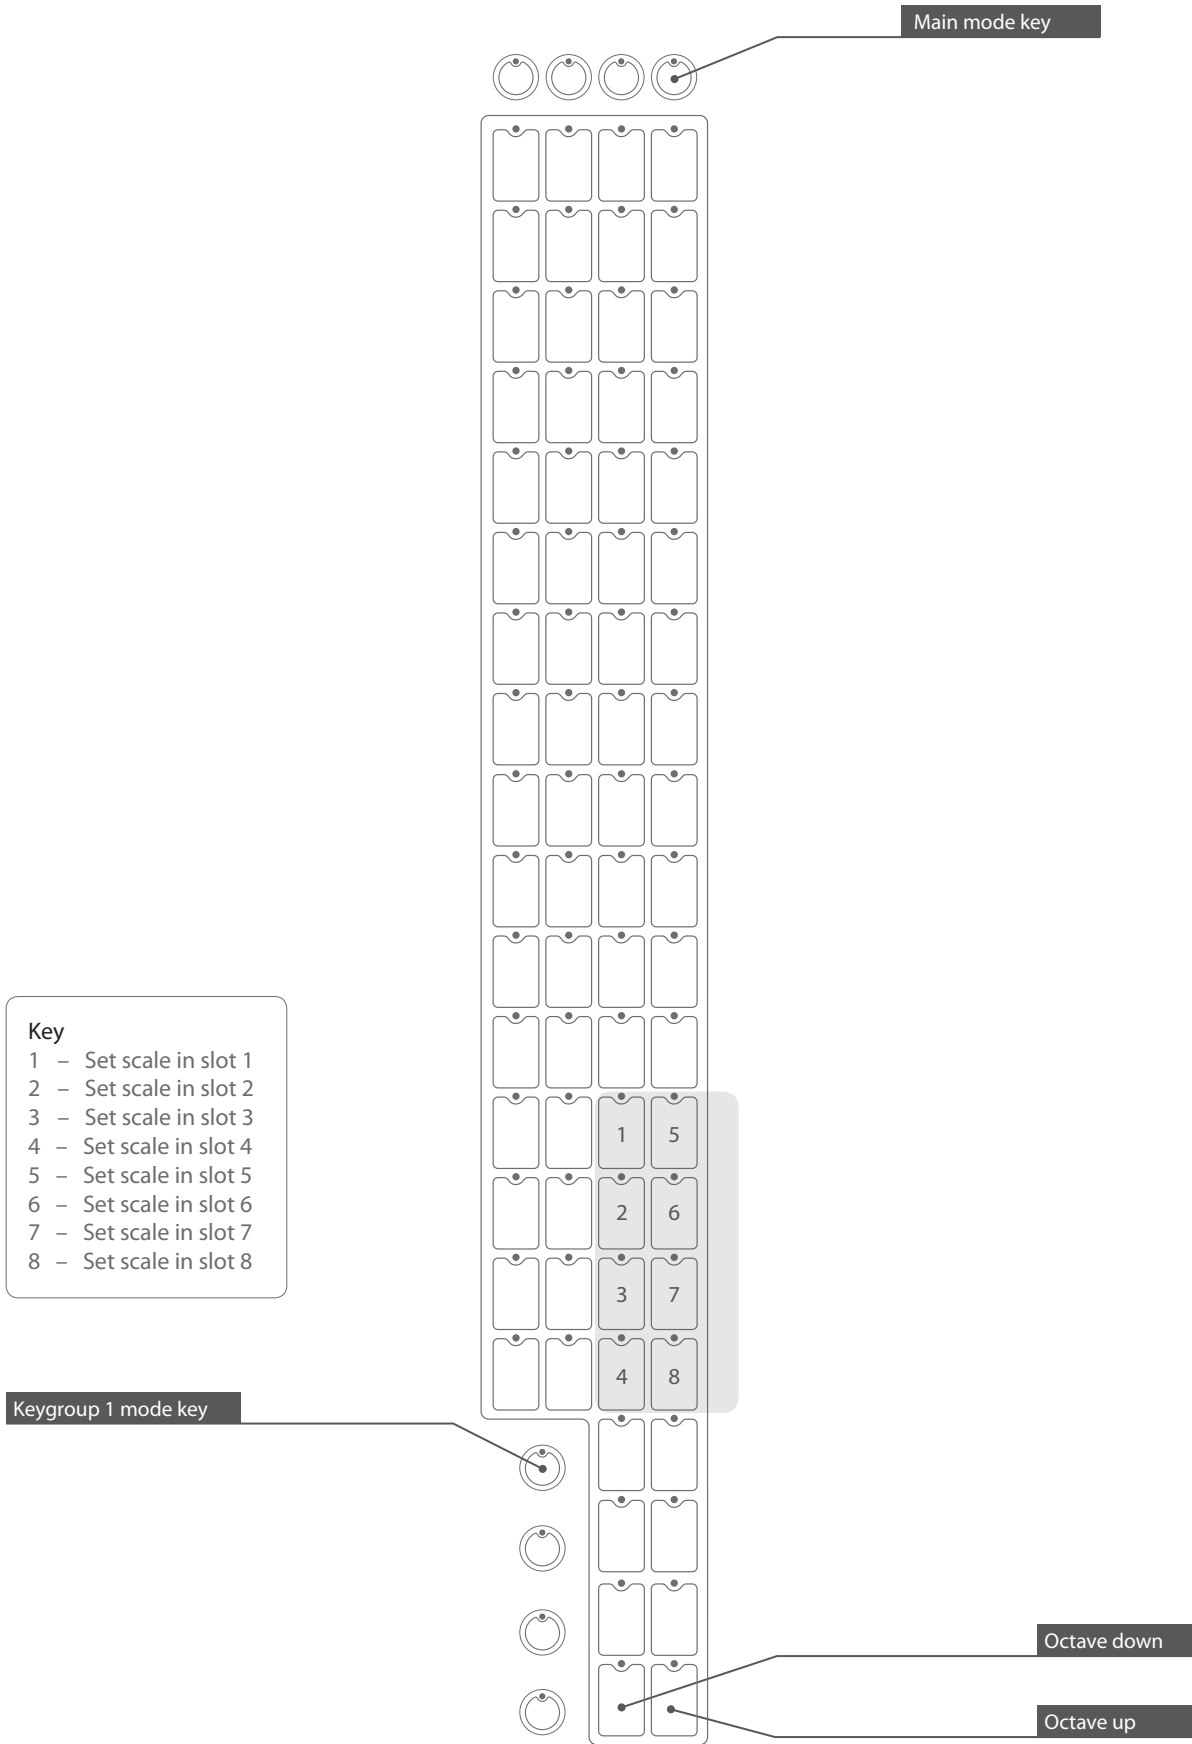 Main mode key
Key
1 – Set scale in slot 1
2 – Set scale in slot 2
3 – Set scale in slot 3
4 – Set scale in slot 4
5 – Set scale in slot 5
6 – Set scale in slot 6
7 – Set scale in slot 7
8 – Set scale in slot 8
1 5
2 6
3 7
4 8
Keygroup 1 mode key
Octave down
Octave up